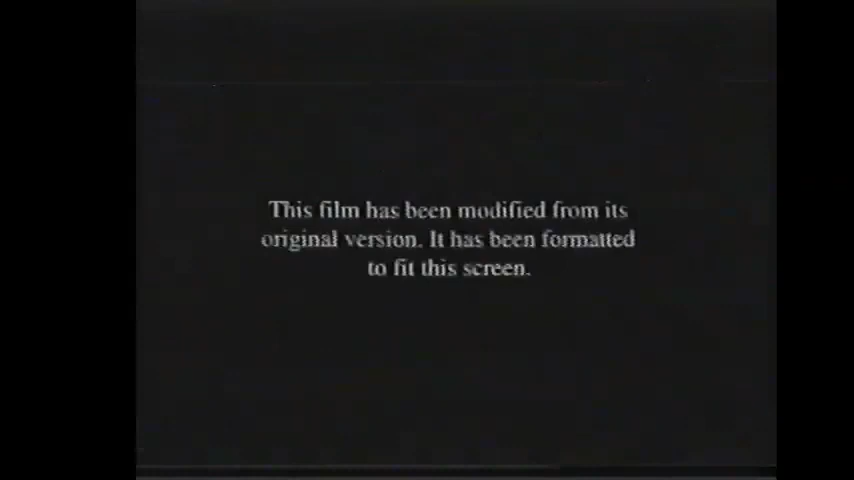 This film has been modified from its
original version. It has been formatted
to fit this screen.